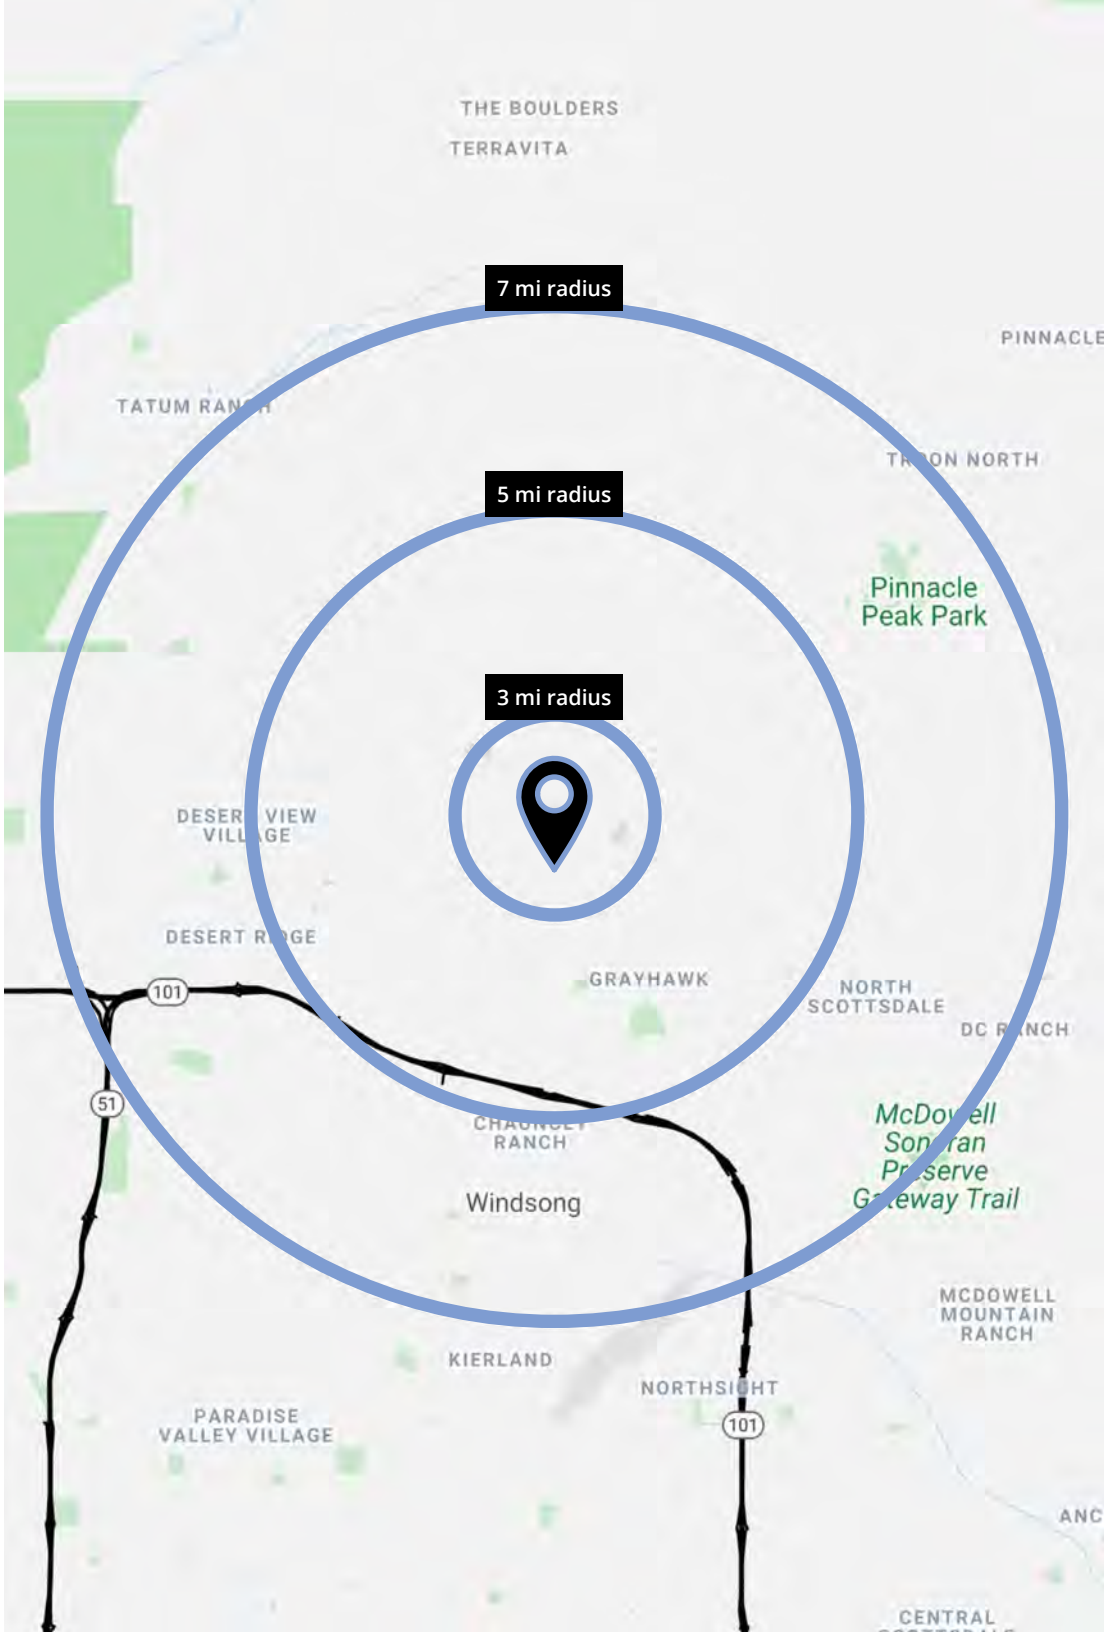 THE BOULDERS
TERRAVITA
7 mi radius
PINNACLE
TATUM RANCH
TROON NORTH
5 mi radius
Pinnacle
Peak Park
3 mi radius
DESERT VIEW
VILLAGE
DESERT RIDGE
101
GRAYHAWK
NORTH
SCOTTSDALE
DC RANCH
51
McDowell
Sonoran
Preserve
Gateway Trail
CHAUNCEY
RANCH
Windsong
MCDOWELL
MOUNTAIN
RANCH
KIERLAND
NORTHSIGHT
PARADISE
VALLEY VILLAGE
101
ANC
CENTRAL